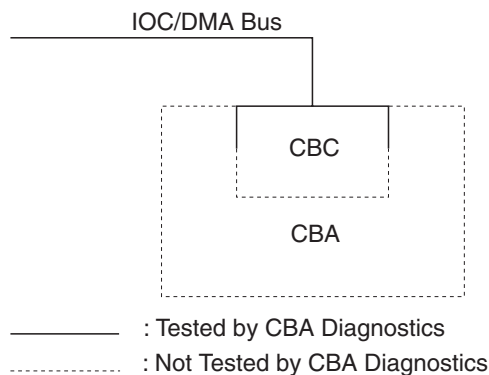 IOC/DMA Bus
CBC
CBA
: Tested by CBA Diagnostics
: Not Tested by CBA Diagnostics